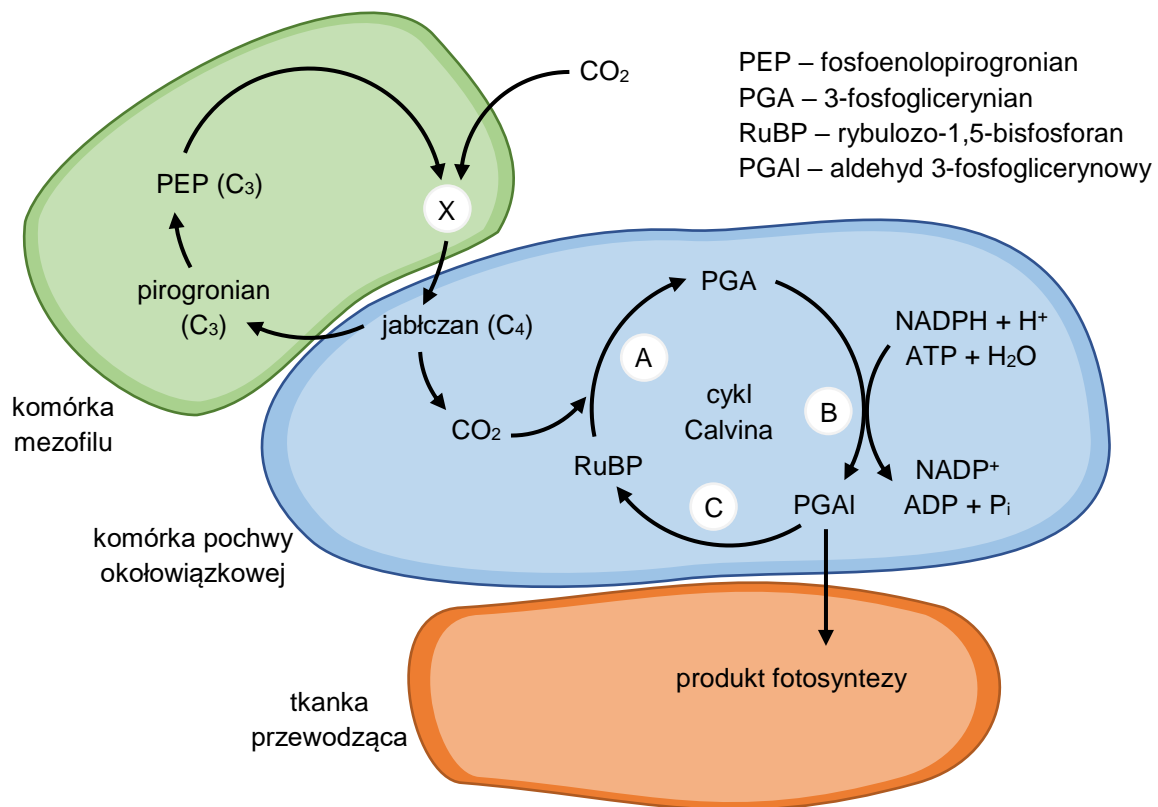 CO₂
PEP – fosfoenolopirogronian
PGA – 3-fosfoglicerynian
RuBP – rybulozo-1,5-bisfosforan
PGAl – aldehyd 3-fosfoglicerynowy
PEP (C₃)
X
pirogronian
(C₃)
jabłczan (C₄)
PGA
NADPH + H⁺
ATP + H₂O
A
komórka
mezofilu
CO₂
cykl
Calvina
B
RuBP
NADP⁺
ADP + Pᵢ
C
PGAl
komórka pochwy
okołowiązkowej
produkt fotosyntezy
tkanka
przewodząca